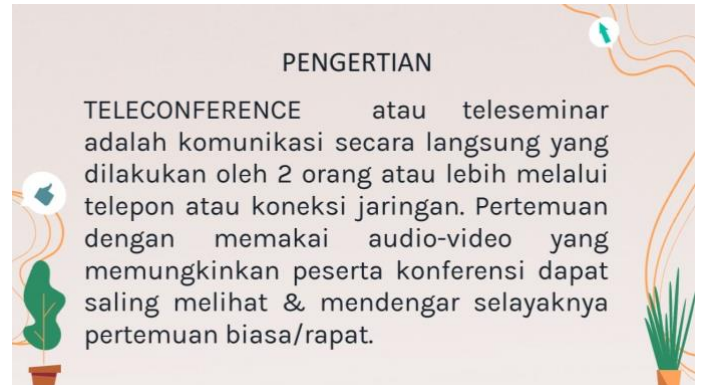 PENGERTIAN
TELECONFERENCE atau teleseminar
adalah komunikasi secara langsung yang
dilakukan oleh 2 orang atau lebih melalui
telepon atau koneksi jaringan. Pertemuan
dengan memakai audio-video yang
memungkinkan peserta konferensi dapat
saling melihat & mendengar selayaknya
pertemuan biasa/rapat.